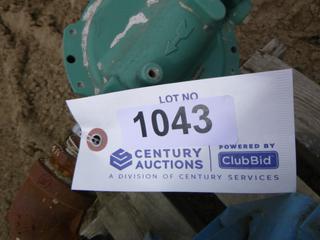 LOT NO
1043
CENTURY
AUCTIONS
POWERED BY
ClubBid
A DIVISION OF CENTURY SERVICES